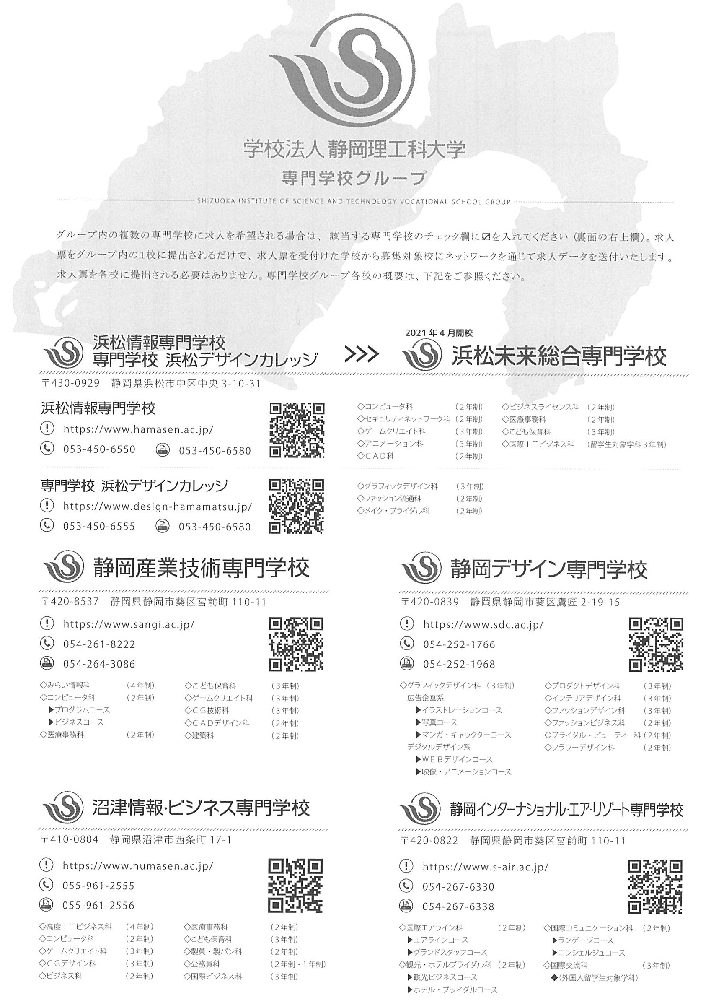 学校法人 静岡理工科大学
専門学校グループ
SHIZUOKA INSTITUTE OF SCIENCE AND TECHNOLOGY VOCATIONAL SCHOOL GROUP
グループ内の複数の専門学校に求人を希望される場合は、該当する専門学校のチェック欄に☑を入れてください（裏面の右上欄）。求人
票をグループ内の1校に提出されるだけで、求人票を受付けた学校から募集対象校にネットワークを通じて求人データを送付いたします。
求人票を各校に提出される必要はありません。専門学校グループ各校の概要は、下記をご参照ください。
浜松情報専門学校
専門学校 浜松デザインカレッジ
>>>
2021年4月開校
浜松未来総合専門学校
〒430-0929 静岡県浜松市中区中央 3-10-31
浜松情報専門学校
https://www.hamasen.ac.jp/
053-450-6550 053-450-6580
◇コンピュータ科 （2年制）
◇セキュリティネットワーク科（2年制）
◇ゲームクリエイト科 （3年制）
◇アニメーション科 （3年制）
◇ＣＡＤ科 （2年制）
◇ビジネスライセンス科 （2年制）
◇医療事務科 （2年制）
◇こども保育科 （3年制）
◇国際ＩＴビジネス科 （留学生対象学科3年制）
専門学校 浜松デザインカレッジ
https://www.design-hamamatsu.jp/
053-450-6555 053-450-6580
◇グラフィックデザイン科 （3年制）
◇ファッション流通科 （2年制）
◇メイク・ブライダル科 （2年制）
静岡産業技術専門学校
〒420-8537 静岡県静岡市葵区宮前町 110-11
https://www.sangi.ac.jp/
054-261-8222
054-264-3086
◇みらい情報科 （4年制）
◇コンピュータ科 （2年制）
▶プログラムコース
▶ビジネスコース
◇医療事務科 （2年制）
◇こども保育科 （3年制）
◇ゲームクリエイト科 （3年制）
◇ＣＧ技術科 （3年制）
◇ＣＡＤデザイン科 （2年制）
◇建築科 （2年制）
静岡デザイン専門学校
〒420-0839 静岡県静岡市葵区鷹匠 2-19-15
https://www.sdc.ac.jp/
054-252-1766
054-252-1968
◇グラフィックデザイン科（3年制）
広告企画系
▶イラストレーションコース
▶写真コース
▶マンガ・キャラクターコース
デジタルデザイン系
▶ＷＥＢデザインコース
▶映像・アニメーションコース
◇プロダクトデザイン科 （3年制）
◇インテリアデザイン科 （3年制）
◇ファッションデザイン科 （3年制）
◇ファッションビジネス科 （2年制）
◇ブライダル・ビューティー科（2年制）
◇フラワーデザイン科 （2年制）
沼津情報・ビジネス専門学校
〒410-0804 静岡県沼津市西条町 17-1
https://www.numasen.ac.jp/
055-961-2555
055-961-2556
◇高度ＩＴビジネス科 （4年制）
◇コンピュータ科 （2年制）
◇ゲームクリエイト科 （3年制）
◇ＣＧデザイン科 （3年制）
◇ビジネス科 （2年制）
◇医療事務科 （2年制）
◇こども保育科 （3年制）
◇製菓・製パン科 （2年制）
◇公務員科 （2年制・1年制）
◇国際ビジネス科 （3年制）
静岡インターナショナル・エア・リゾート専門学校
〒420-0822 静岡県静岡市葵区宮前町 110-11
https://www.s-air.ac.jp/
054-267-6330
054-267-6338
◇国際エアライン科 （2年制）
▶エアラインコース
▶グランドスタッフコース
◇観光・ホテルブライダル科（2年制）
▶観光ビジネスコース
▶ホテル・ブライダルコース
◇国際コミュニケーション科 （2年制）
▶ランゲージコース
▶コンシェルジュコース
◇国際交流科 （3年制）
◆（外国人留学生対象学科）